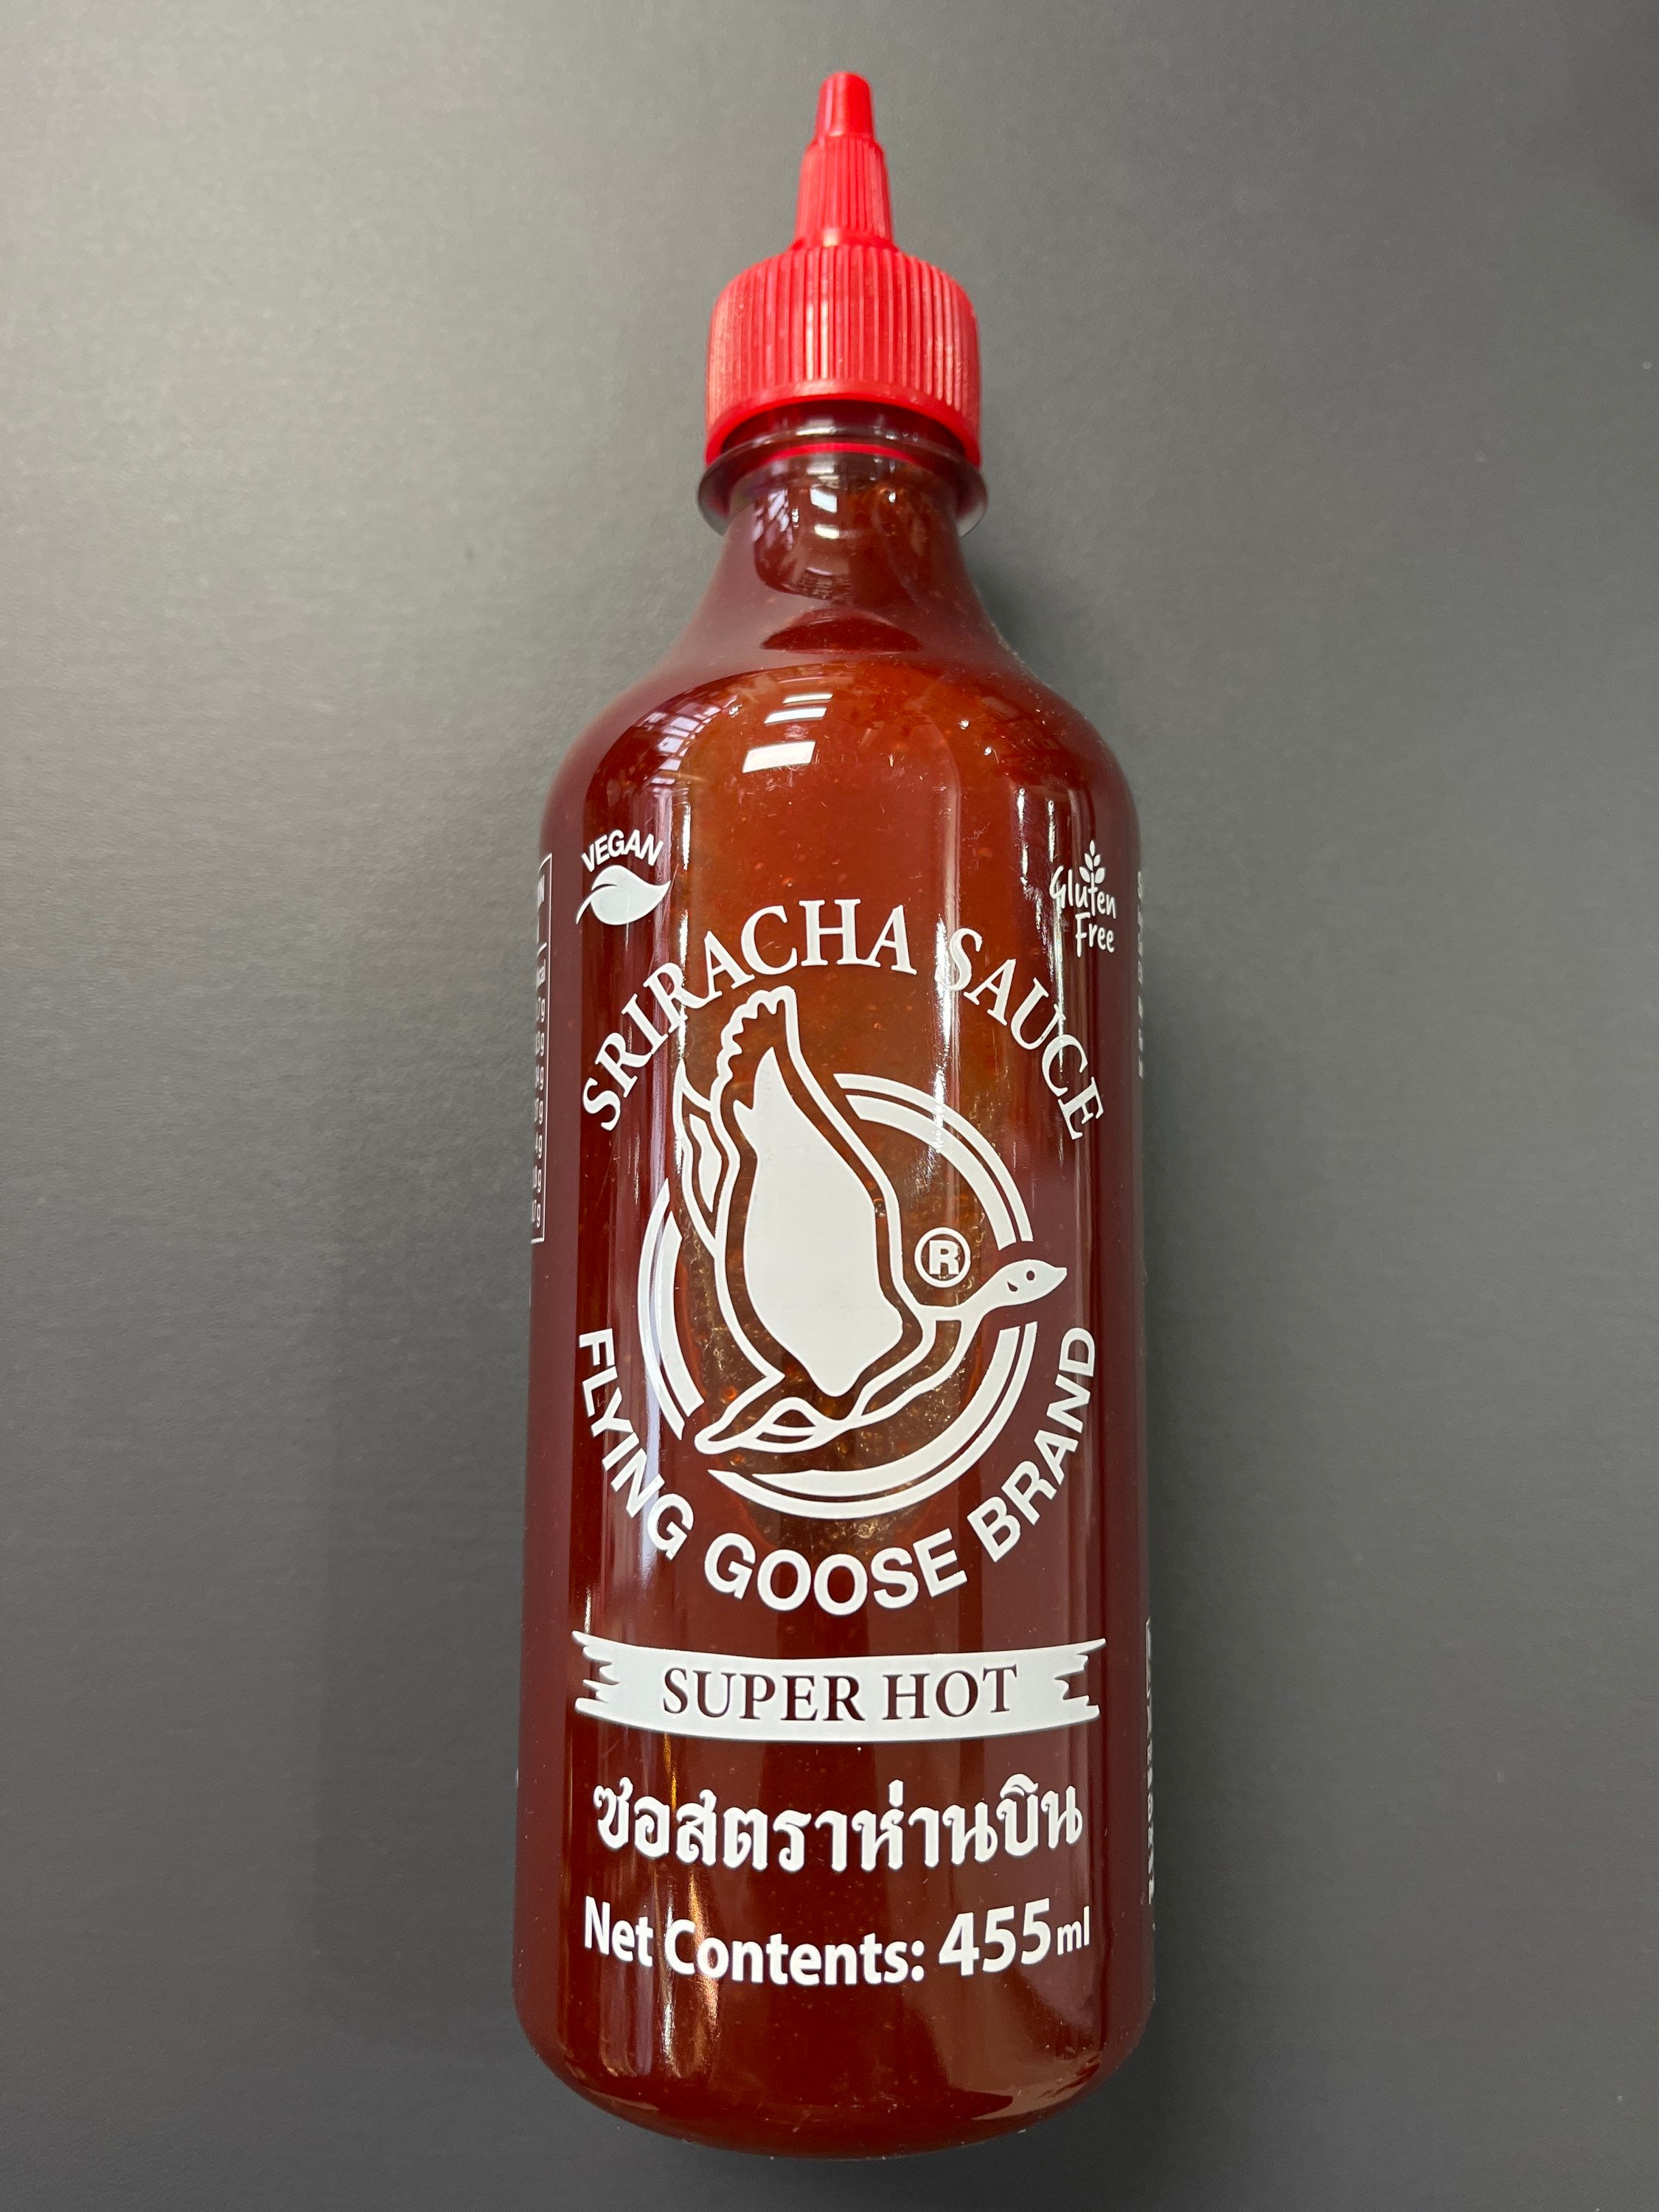 VEGAN
Gluten
Free
SRIRACHA SAUCE
®
FLYING GOOSE BRAND
SUPER HOT
ซอสตราห่านบิน
Net Contents: 455ml